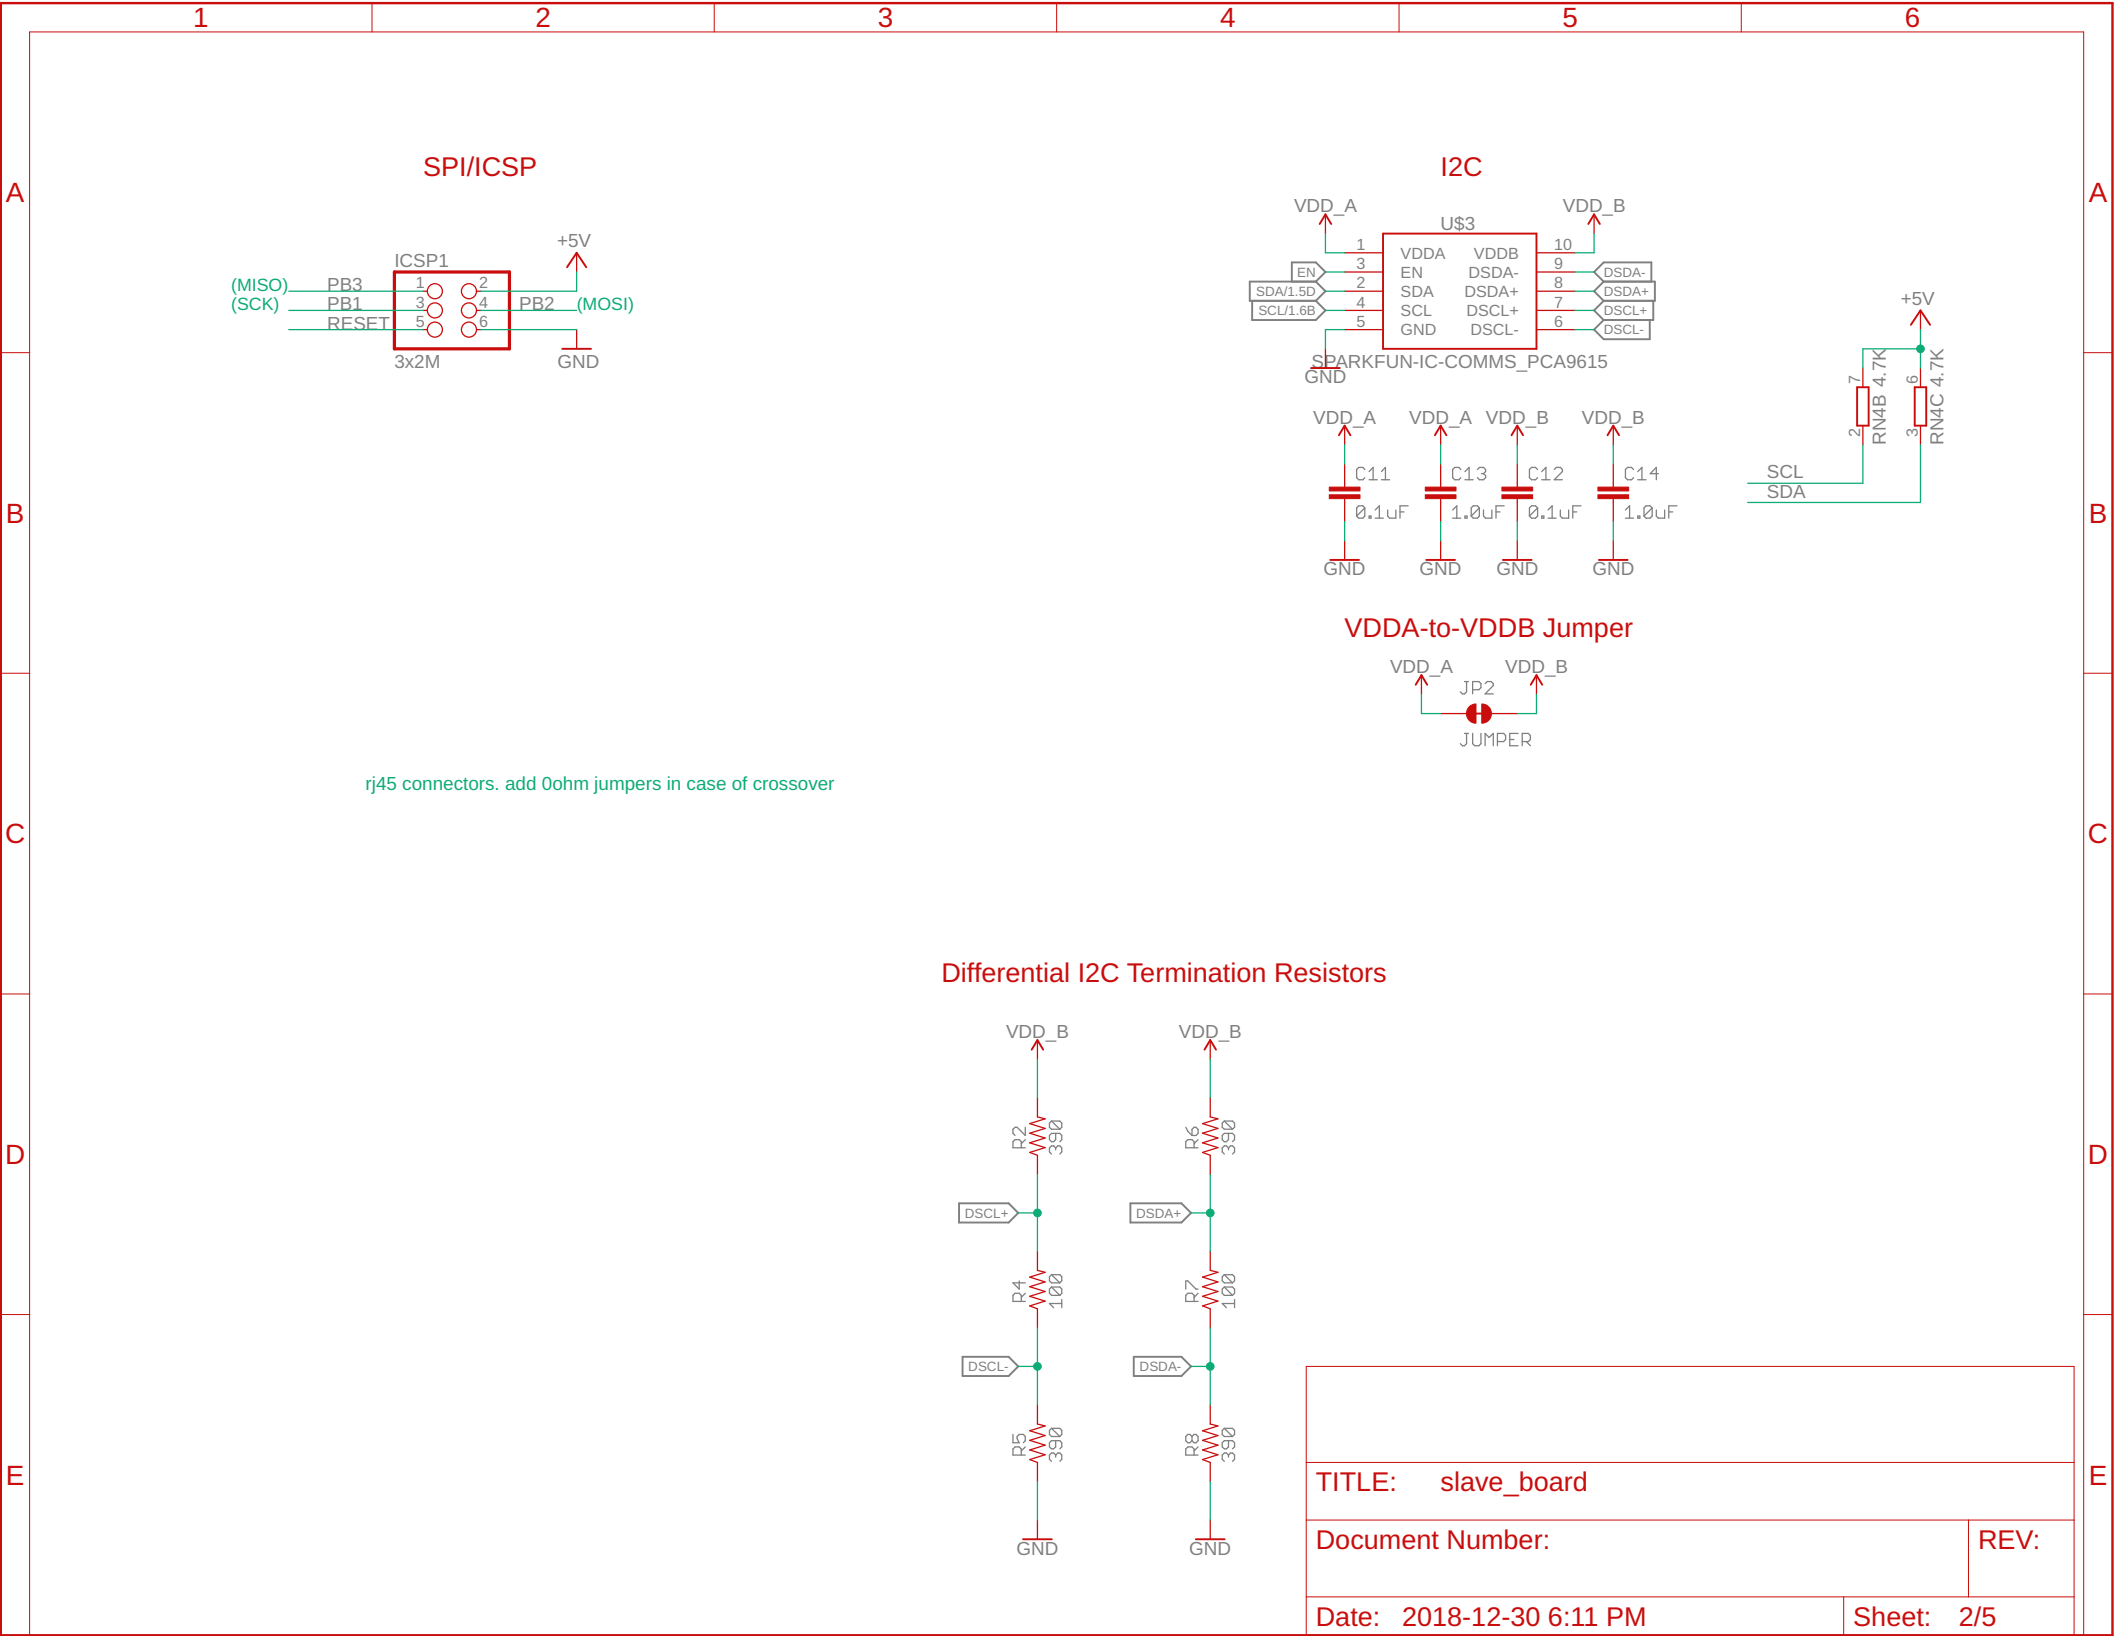 1 2 3 4 5 6
A A
B B
C C
D D
E E
SPI/ICSP
ICSP1
+5V
(MISO) PB3 1 2
(SCK) PB1 3 4 PB2 (MOSI)
RESET 5 6
3x2M
GND
I2C
VDD_A VDD_B
U$3
1 VDDA VDDB 10
EN 3 EN DSDA- 9 DSDA-
SDA/1.5D 2 SDA DSDA+ 8 DSDA+
SCL/1.6B 4 SCL DSCL+ 7 DSCL+
5 GND DSCL- 6 DSCL-
SPARKFUN-IC-COMMS_PCA9615
GND
+5V
7 2 RN4B 4.7K
6 3 RN4C 4.7K
SCL
SDA
VDD_A VDD_A VDD_B VDD_B
C11 C13 C12 C14
0.1uF 1.0uF 0.1uF 1.0uF
GND GND GND GND
VDDA-to-VDDB Jumper
VDD_A VDD_B
JP2
JUMPER
rj45 connectors. add 0ohm jumpers in case of crossover
Differential I2C Termination Resistors
VDD_B VDD_B
R2 390 R6 390
DSCL+ DSDA+
R4 100 R7 100
DSCL- DSDA-
R5 390 R8 390
GND GND
TITLE: slave_board
Document Number: REV:
Date: 2018-12-30 6:11 PM Sheet: 2/5